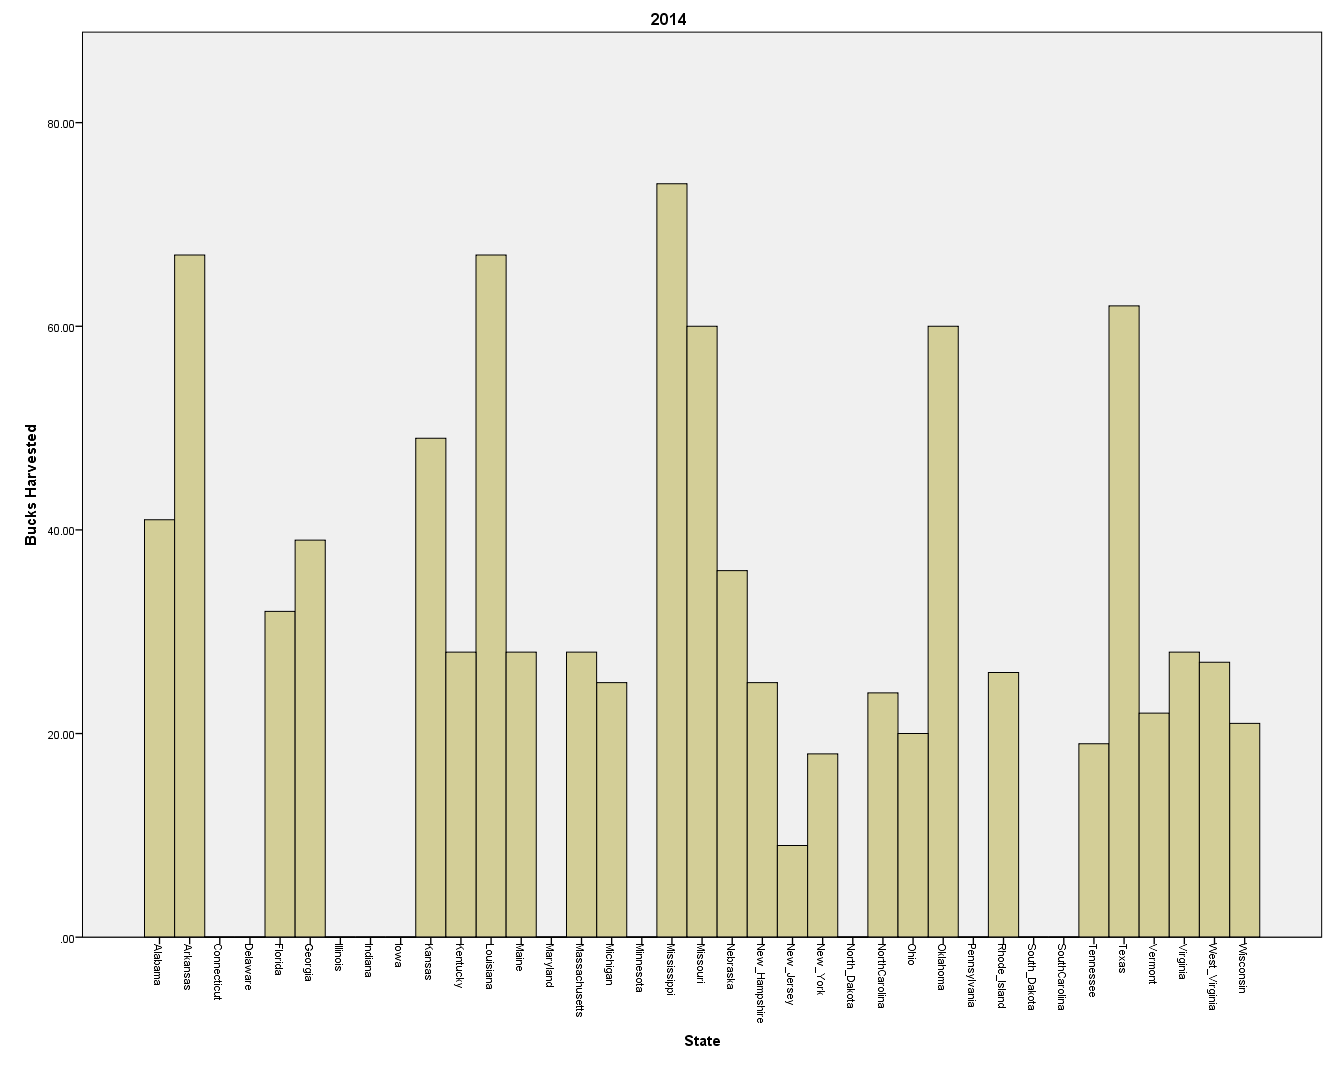 2014
80.00
60.00
40.00
20.00
.00
Bucks Harvested
Alabama
Arkansas
Connecticut
Delaware
Florida
Georgia
Illinois
Indiana
Iowa
Kansas
Kentucky
Louisiana
Maine
Maryland
Massachusetts
Michigan
Minnesota
Mississippi
Missouri
Nebraska
New_Hampshire
New_Jersey
New_York
North_Dakota
NorthCarolina
Ohio
Oklahoma
Pennsylvania
Rhode_Island
South_Dakota
SouthCarolina
Tennessee
Texas
Vermont
Virginia
West_Virginia
Wisconsin
State